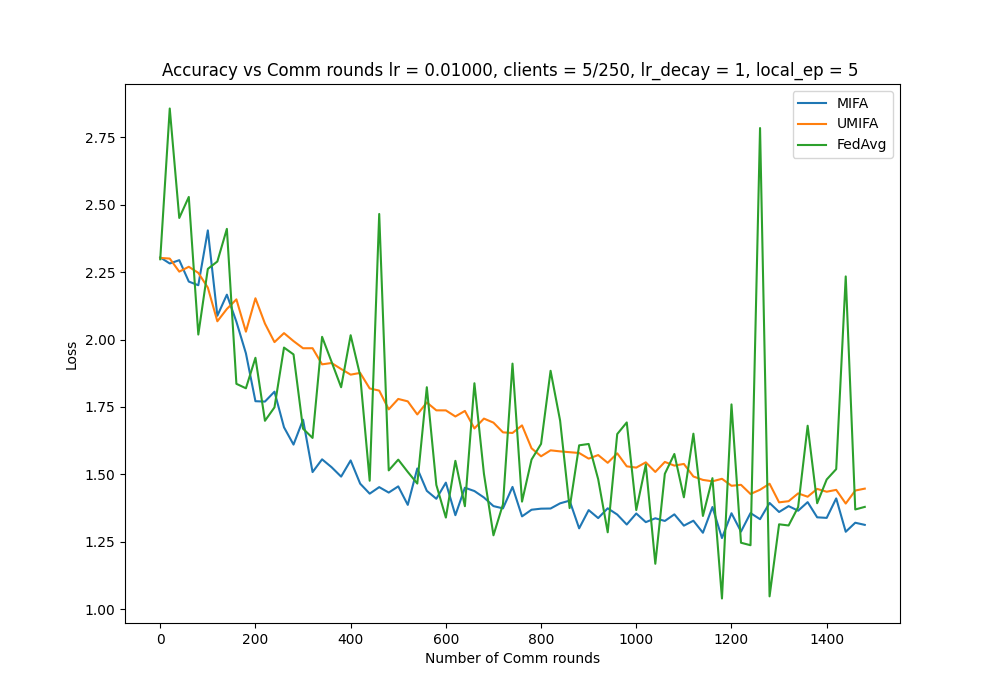 Accuracy vs Comm rounds lr = 0.01000, clients = 5/250, lr_decay = 1, local_ep = 5
MIFA
UMIFA
FedAvg
2.75
2.50
2.25
2.00
1.75
1.50
1.25
1.00
Loss
0 200 400 600 800 1000 1200 1400
Number of Comm rounds